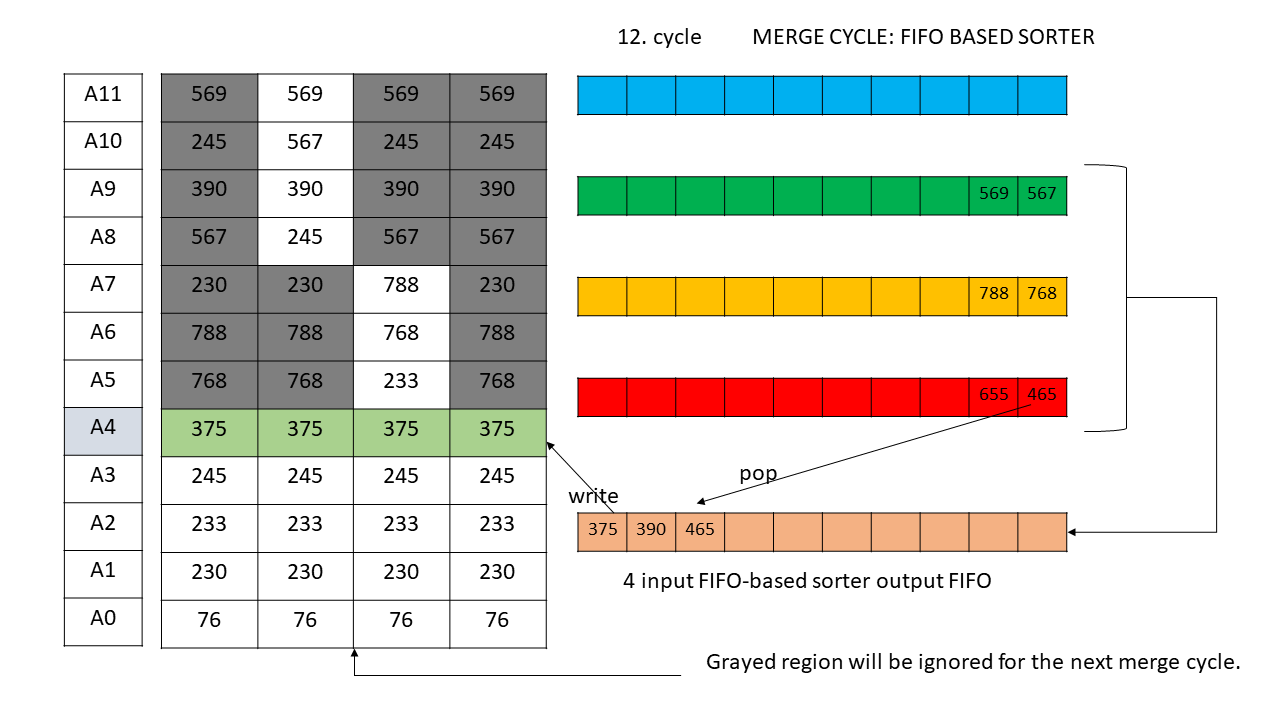 12. cycle MERGE CYCLE: FIFO BASED SORTER
A11 569 569 569 569
A10 245 567 245 245
A9 390 390 390 390
569 567
A8 567 245 567 567
A7 230 230 788 230
788 768
A6 788 788 768 788
A5 768 768 233 768
655 465
A4 375 375 375 375
A3 245 245 245 245
pop
write
A2 233 233 233 233
375 390 465
A1 230 230 230 230
4 input FIFO-based sorter output FIFO
A0 76 76 76 76
Grayed region will be ignored for the next merge cycle.